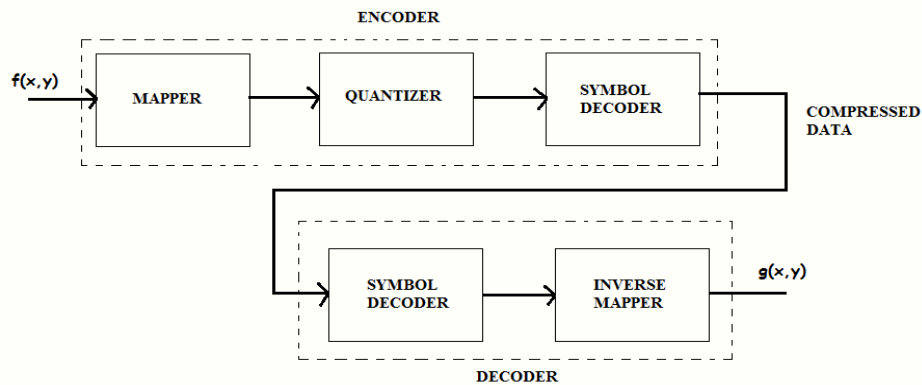 ENCODER
f(x,y)
MAPPER
QUANTIZER
SYMBOL
DECODER
COMPRESSED
DATA
SYMBOL
DECODER
INVERSE
MAPPER
g(x,y)
DECODER